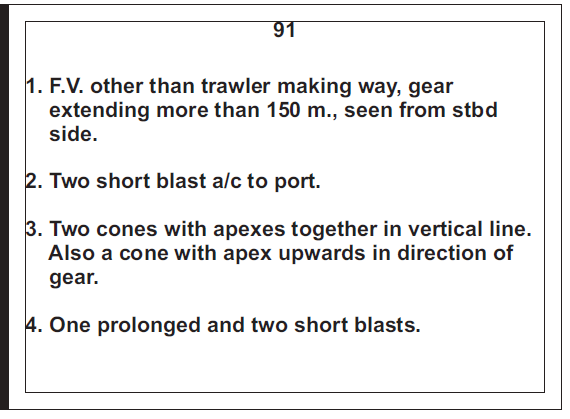 91
1. F.V. other than trawler making way, gear
extending more than 150 m., seen from stbd
side.
2. Two short blast a/c to port.
3. Two cones with apexes together in vertical line.
Also a cone with apex upwards in direction of
gear.
4. One prolonged and two short blasts.